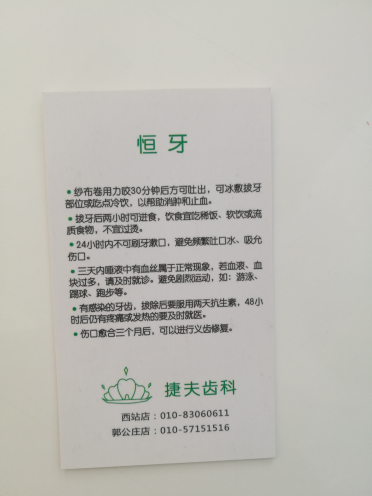 恒牙
•纱布卷用力咬30分钟后方可吐出，可冰敷拔牙
部位或吃点冷饮，以帮助消肿和止血。
•拔牙后两小时可进食，饮食宜吃稀饭、软饮或流
质食物，不宜过烫。
•24小时内不可刷牙漱口，避免频繁吐口水、吸允
伤口。
•三天内唾液中有血丝属于正常现象，若血液、血
块过多，请及时就诊。避免剧烈运动，如：游泳、
踢球、跑步等。
•有感染的牙齿，拔除后要服用两天抗生素，48小
时后仍有疼痛或发热的要及时就医。
•伤口愈合三个月后，可以进行义齿修复。
捷夫齿科
西站店：010-83060611
郭公庄店：010-57151516